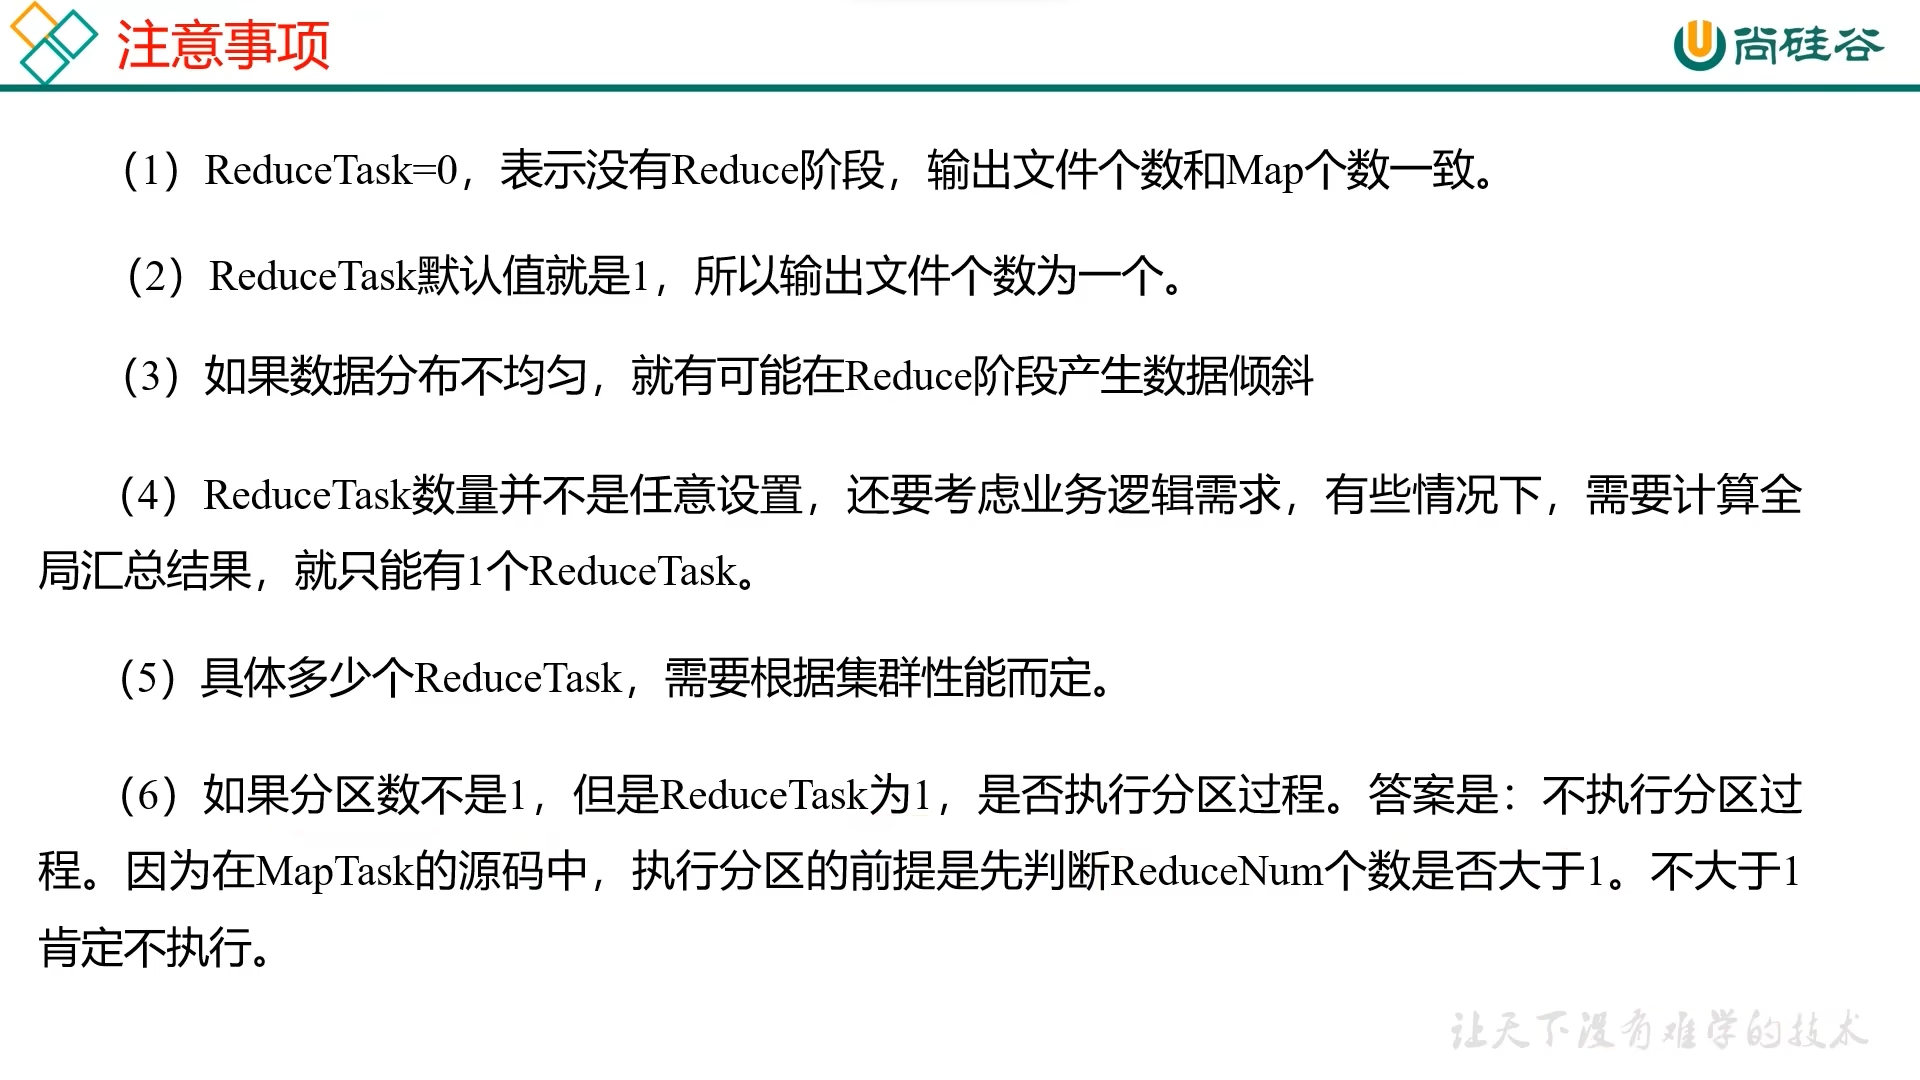 注意事项
尚硅谷
（1）ReduceTask=0，表示没有Reduce阶段，输出文件个数和Map个数一致。
（2）ReduceTask默认值就是1，所以输出文件个数为一个。
（3）如果数据分布不均匀，就有可能在Reduce阶段产生数据倾斜
（4）ReduceTask数量并不是任意设置，还要考虑业务逻辑需求，有些情况下，需要计算全
局汇总结果，就只能有1个ReduceTask。
（5）具体多少个ReduceTask，需要根据集群性能而定。
（6）如果分区数不是1，但是ReduceTask为1，是否执行分区过程。答案是：不执行分区过
程。因为在MapTask的源码中，执行分区的前提是先判断ReduceNum个数是否大于1。不大于1
肯定不执行。
让天下没有难学的技术